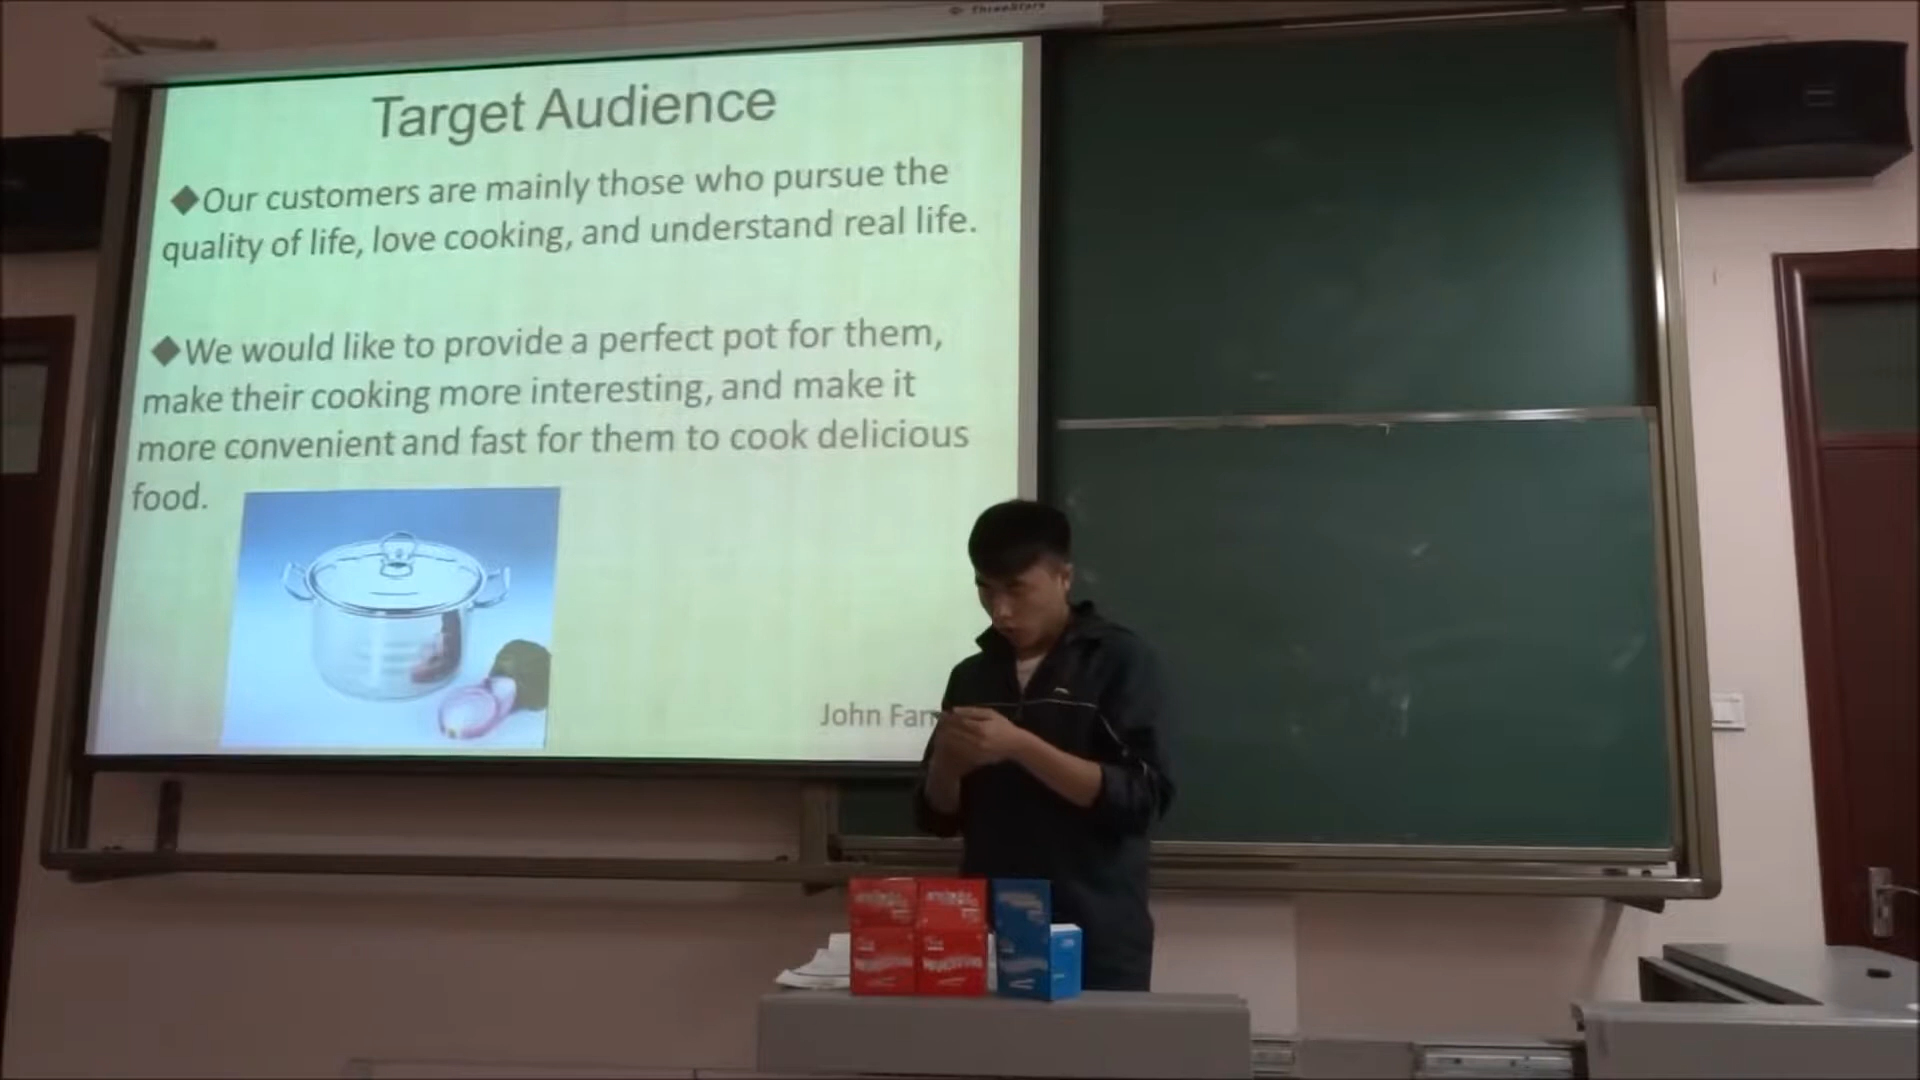 ThreeStars
Target Audience
◆Our customers are mainly those who pursue the
quality of life, love cooking, and understand real life.
◆We would like to provide a perfect pot for them,
make their cooking more interesting, and make it
more convenient and fast for them to cook delicious
food.
John Fan